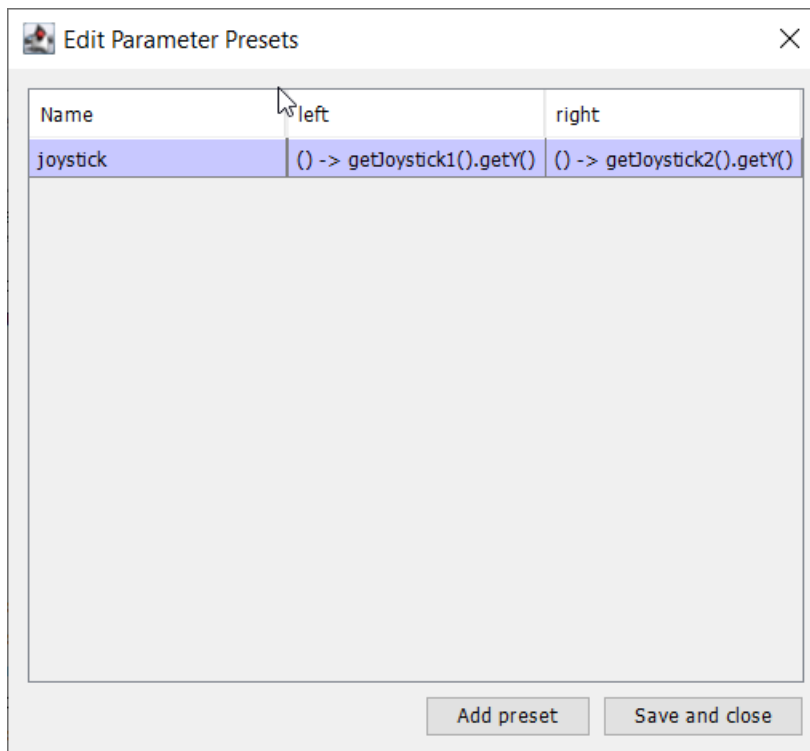 Edit Parameter Presets
Name left right
joystick () -> getJoystick1().getY() () -> getJoystick2().getY()
Add preset Save and close